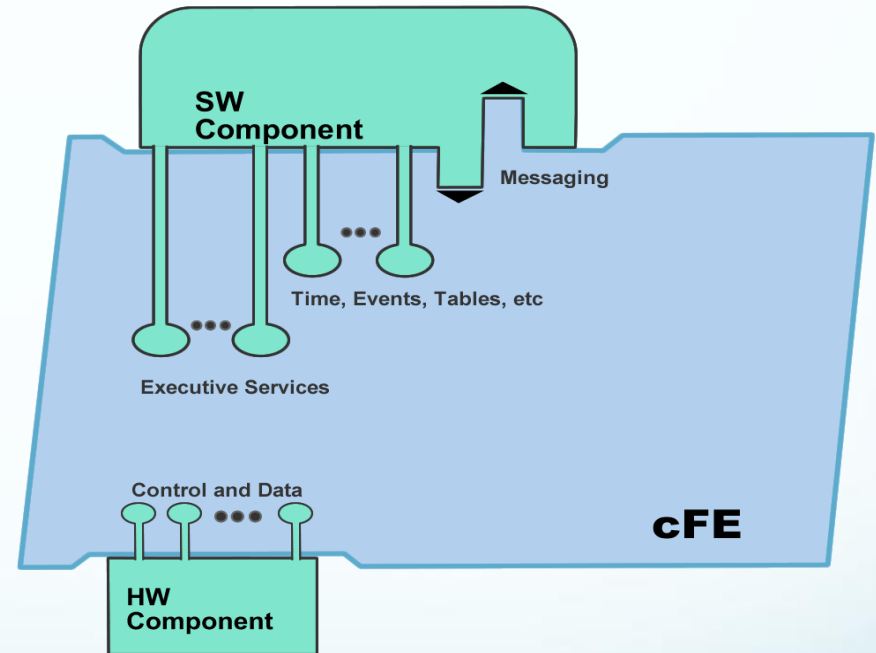 SW
Component
Messaging
Time, Events, Tables, etc
Executive Services
Control and Data
cFE
HW
Component